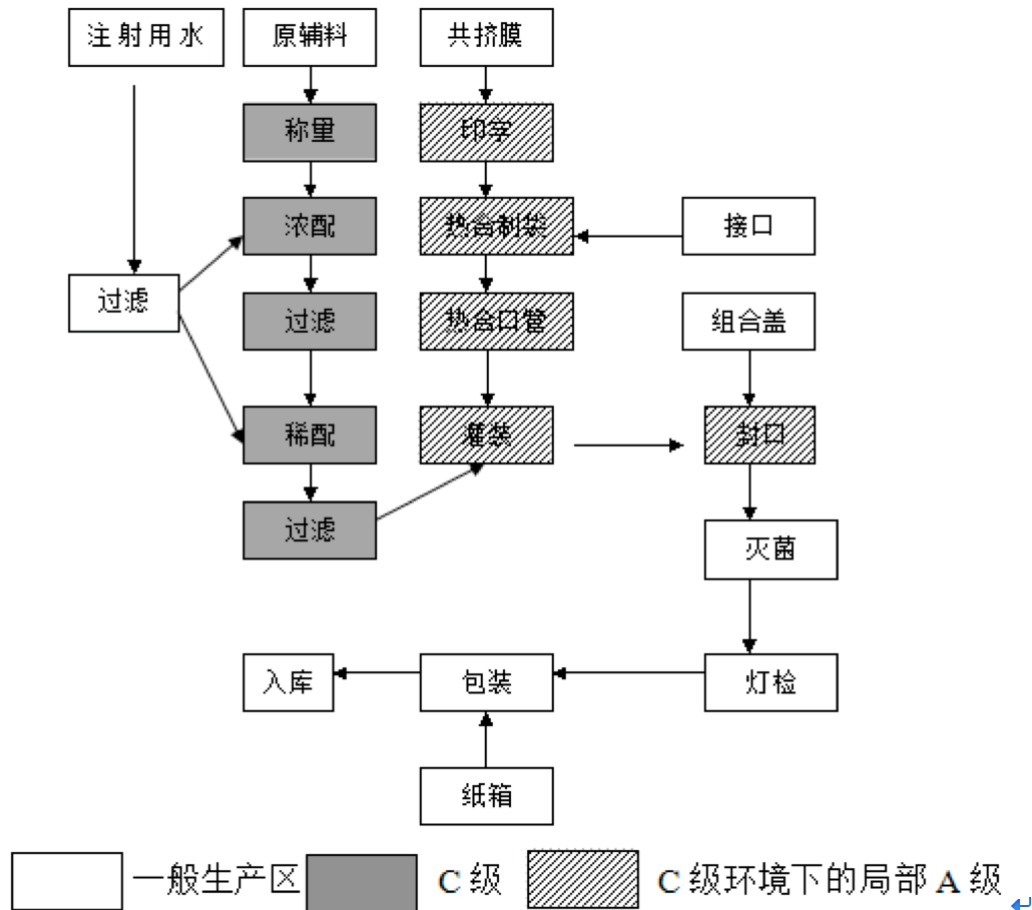 注射用水 原辅料 共挤膜
称量 印字
浓配 热合制袋 接口
过滤 过滤 热合口管 组合盖
稀配 灌装 封口
过滤 灭菌
入库 包装 灯检
纸箱
一般生产区 C 级 C 级环境下的局部 A 级